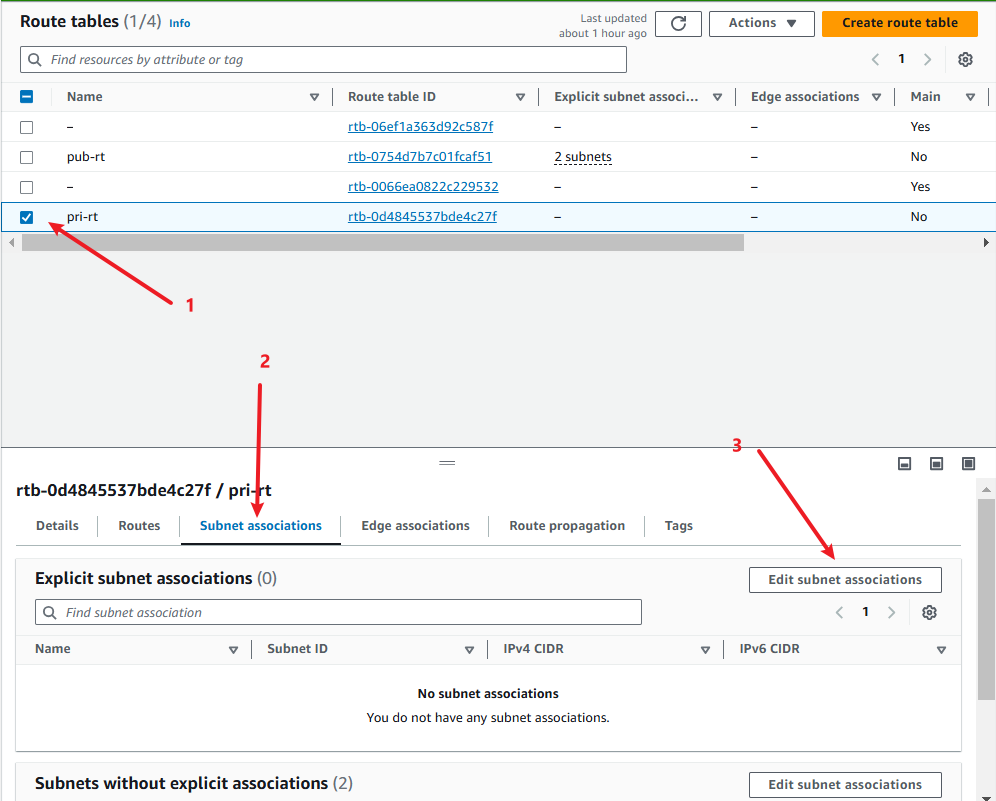 Route tables (1/4) Info
Last updated
about 1 hour ago
Actions
Create route table
Find resources by attribute or tag
1
Name Route table ID Explicit subnet associ... Edge associations Main
– rtb-06ef1a363d92c587f – – Yes
pub-rt rtb-0754d7b7c01fcaf51 2 subnets – No
– rtb-0066ea0822c229532 – – Yes
pri-rt rtb-0d4845537bde4c27f – – No
1
2
3
rtb-0d4845537bde4c27f / pri-rt
Details Routes Subnet associations Edge associations Route propagation Tags
Explicit subnet associations (0)
Edit subnet associations
Find subnet association
1
Name Subnet ID IPv4 CIDR IPv6 CIDR
No subnet associations
You do not have any subnet associations.
Subnets without explicit associations (2)
Edit subnet associations